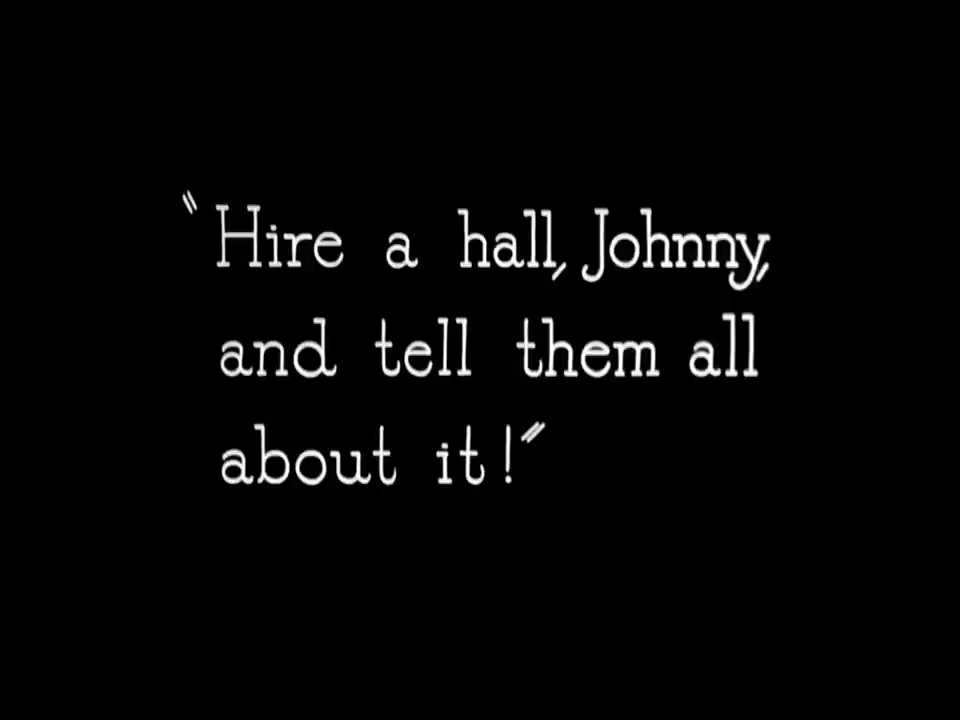 "Hire a hall, Johnny,
and tell them all
about it!"